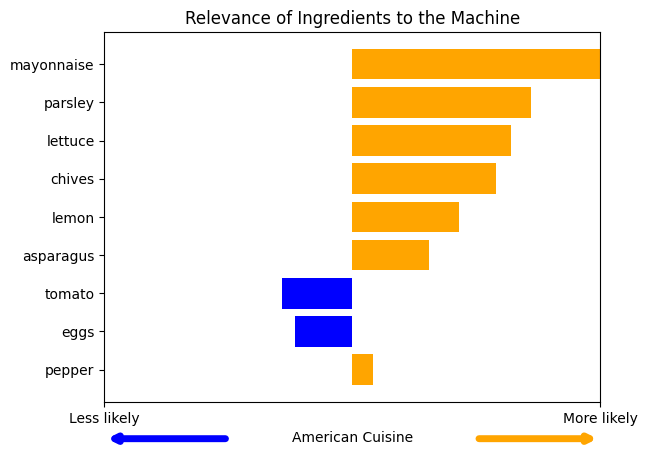 Relevance of Ingredients to the Machine
mayonnaise
parsley
lettuce
chives
lemon
asparagus
tomato
eggs
pepper
Less likely
More likely
American Cuisine